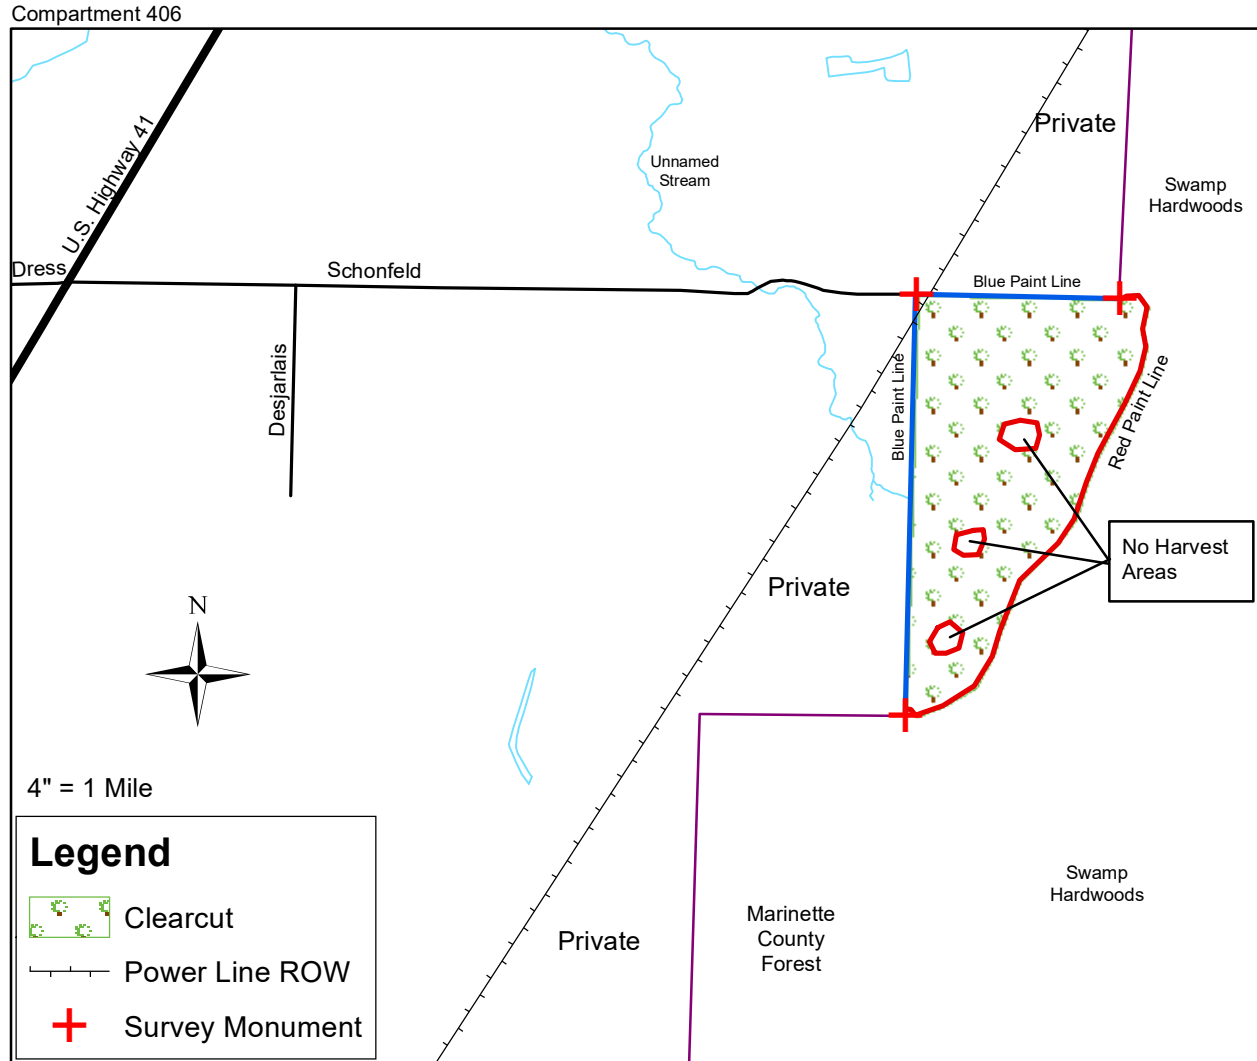 Compartment 406
Private
U.S. Highway 41
Unnamed
Stream
Swamp
Hardwoods
Dress
Schonfeld
Blue Paint Line
Desjarlais
Blue Paint Line
Red Paint Line
No Harvest
Areas
Private
N
4" = 1 Mile
Legend
Clearcut
Power Line ROW
Survey Monument
Swamp
Hardwoods
Marinette
County
Forest
Private